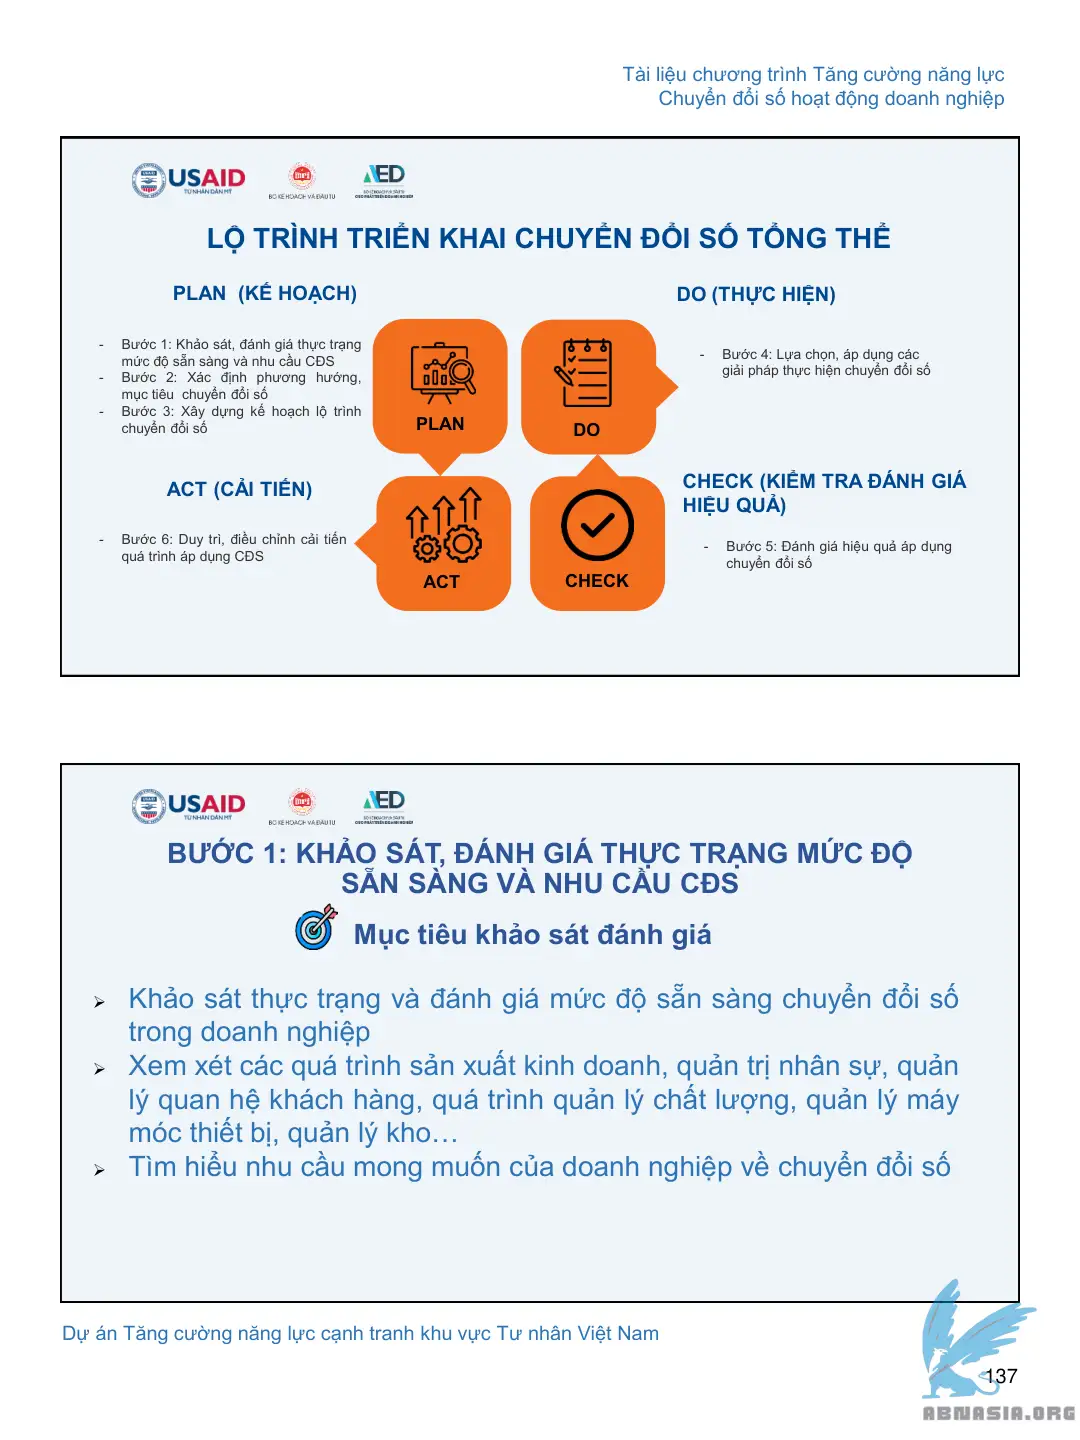 Tài liệu chương trình Tăng cường năng lực
Chuyển đổi số hoạt động doanh nghiệp
USAID
TỪ NHÂN DÂN MỸ
BỘ KẾ HOẠCH VÀ ĐẦU TƯ
AED
LỘ TRÌNH TRIỂN KHAI CHUYỂN ĐỔI SỐ TỔNG THỂ
PLAN (KẾ HOẠCH)
- Bước 1: Khảo sát, đánh giá thực trạng
mức độ sẵn sàng và nhu cầu CĐS
- Bước 2: Xác định phương hướng,
mục tiêu chuyển đổi số
- Bước 3: Xây dựng kế hoạch lộ trình
chuyển đổi số
PLAN
DO
DO (THỰC HIỆN)
- Bước 4: Lựa chọn, áp dụng các
giải pháp thực hiện chuyển đổi số
ACT (CẢI TIẾN)
- Bước 6: Duy trì, điều chỉnh cải tiến
quá trình áp dụng CĐS
ACT
CHECK
CHECK (KIỂM TRA ĐÁNH GIÁ
HIỆU QUẢ)
- Bước 5: Đánh giá hiệu quả áp dụng
chuyển đổi số
USAID
TỪ NHÂN DÂN MỸ
BỘ KẾ HOẠCH VÀ ĐẦU TƯ
AED
BƯỚC 1: KHẢO SÁT, ĐÁNH GIÁ THỰC TRẠNG MỨC ĐỘ
SẴN SÀNG VÀ NHU CẦU CĐS
Mục tiêu khảo sát đánh giá
➢ Khảo sát thực trạng và đánh giá mức độ sẵn sàng chuyển đổi số
trong doanh nghiệp
➢ Xem xét các quá trình sản xuất kinh doanh, quản trị nhân sự, quản
lý quan hệ khách hàng, quá trình quản lý chất lượng, quản lý máy
móc thiết bị, quản lý kho…
➢ Tìm hiểu nhu cầu mong muốn của doanh nghiệp về chuyển đổi số
Dự án Tăng cường năng lực cạnh tranh khu vực Tư nhân Việt Nam
137
ABNASIA.ORG